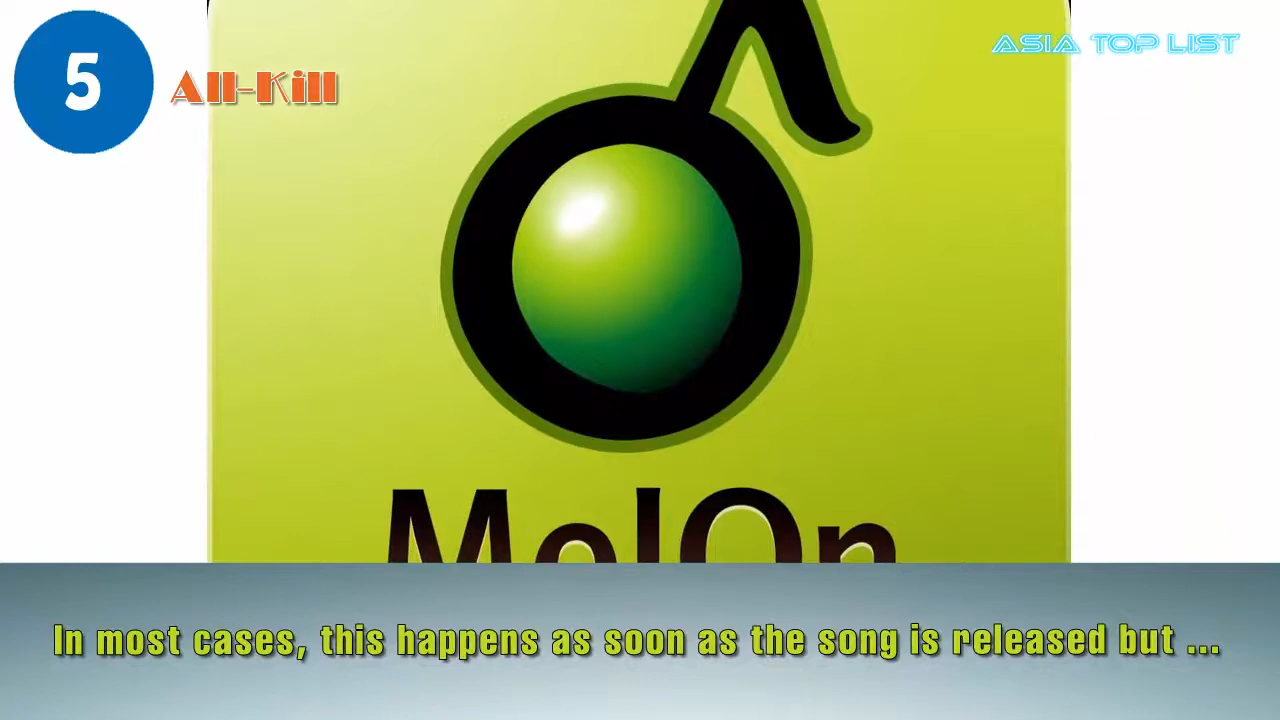 5
All-Kill
ASIA TOP LIST
MelOn
In most cases, this happens as soon as the song is released but ...